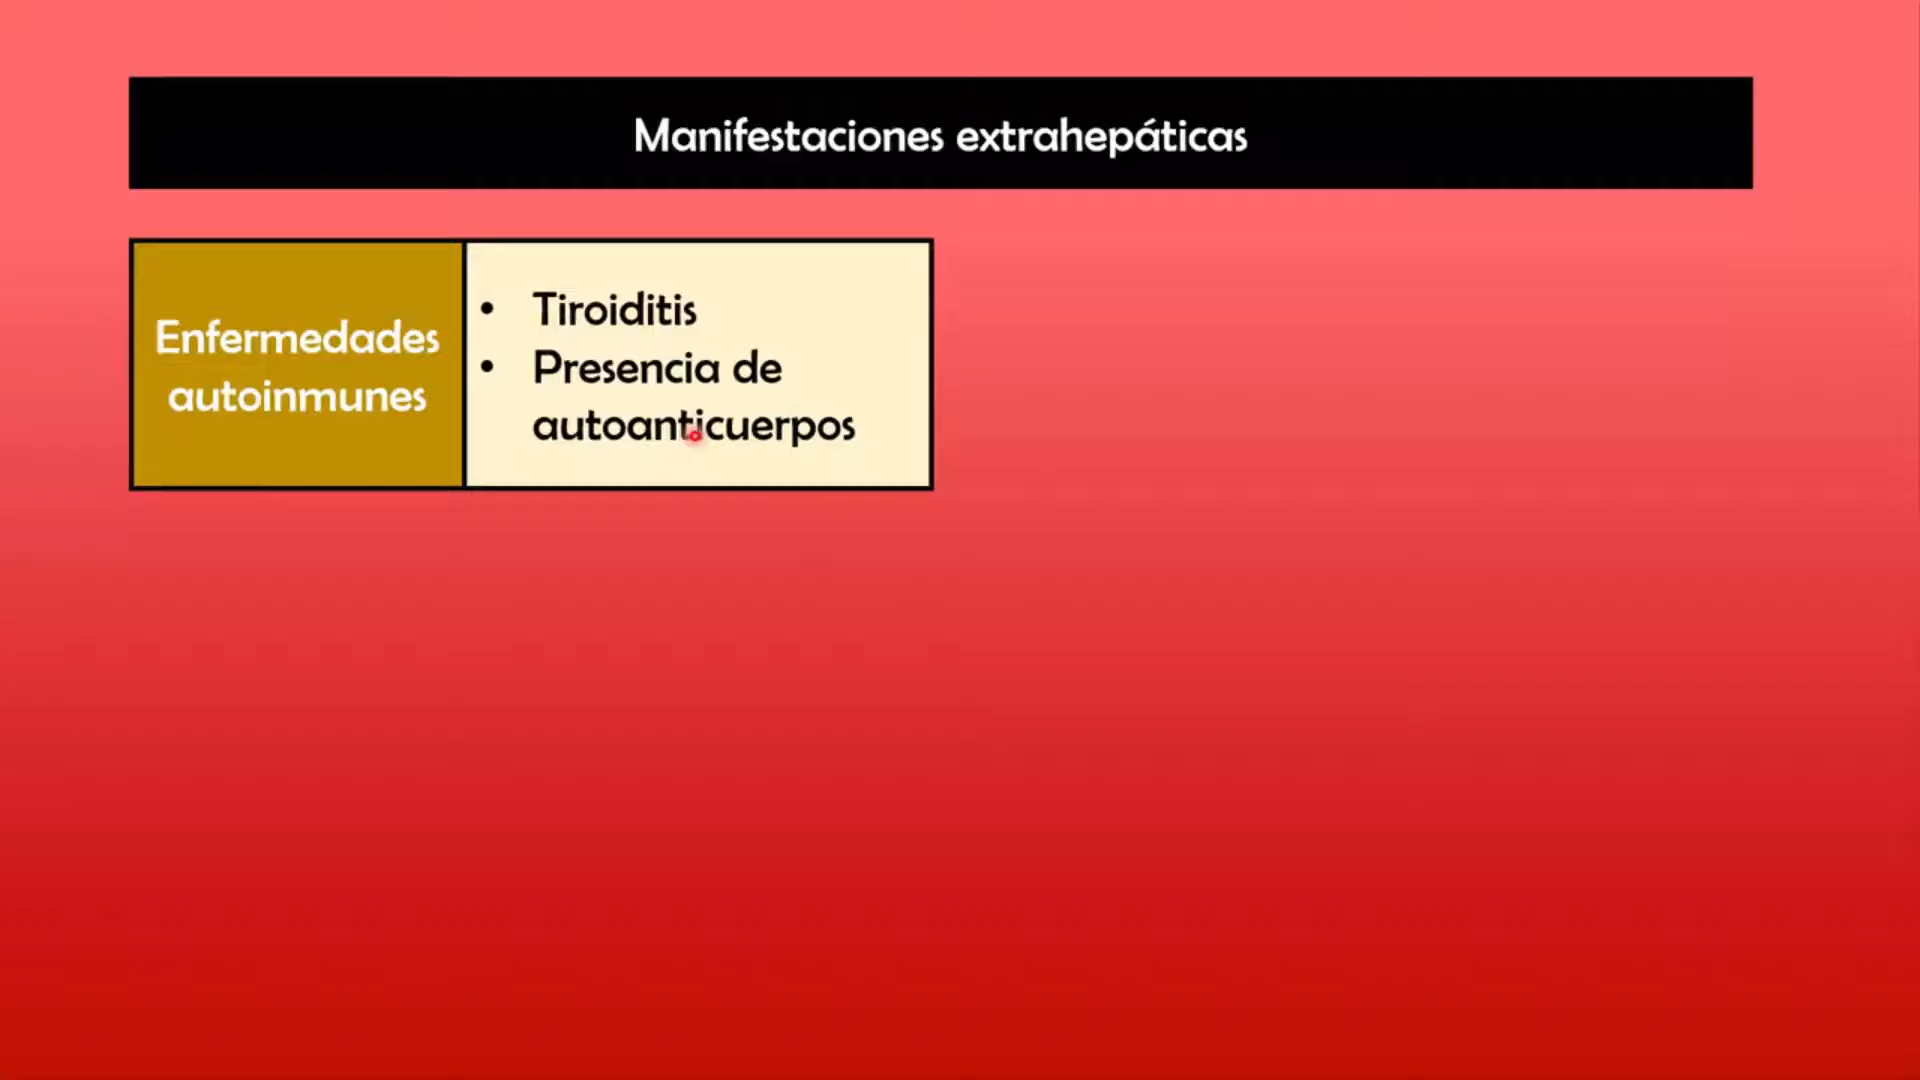 Manifestaciones extrahepáticas
Enfermedades
autoinmunes
• Tiroiditis
• Presencia de
autoanticuerpos